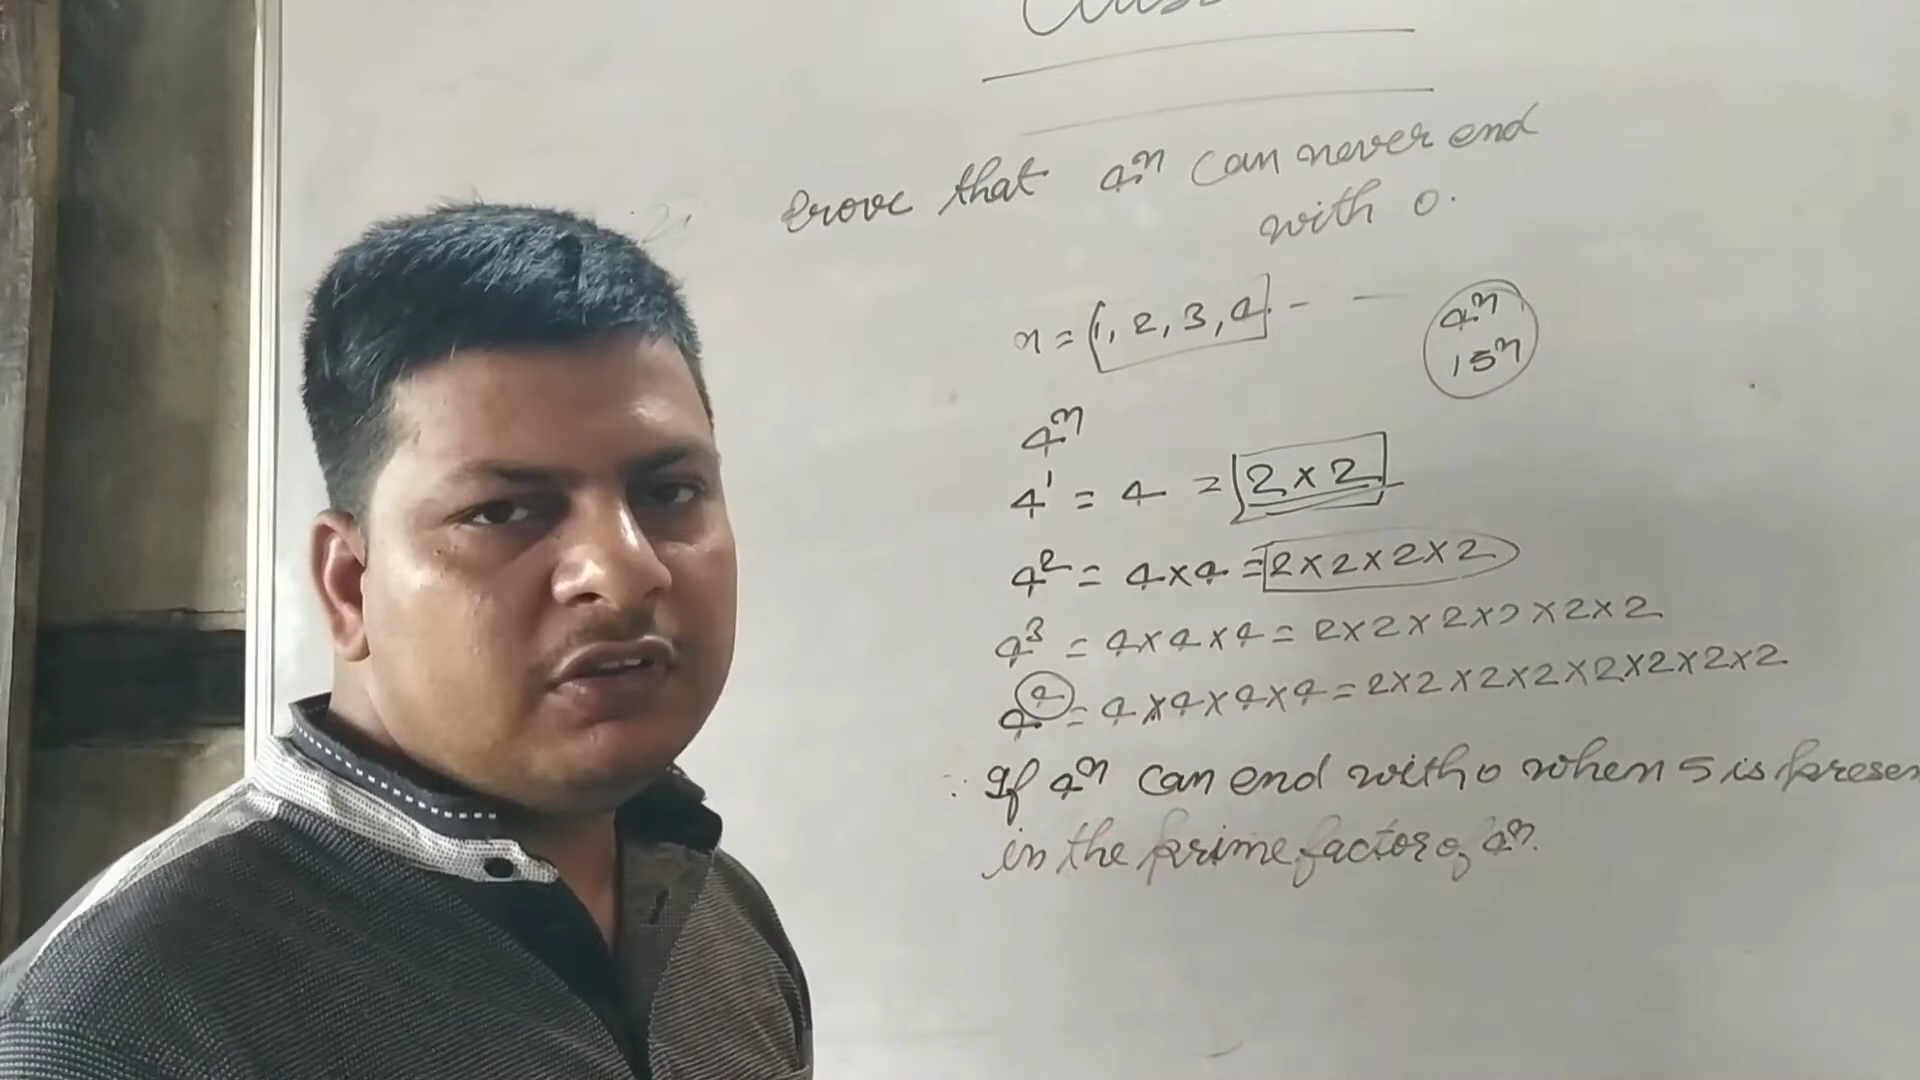 Prove that 4ⁿ can never end
with 0.
n = 1, 2, 3, 4. - -
4ⁿ
15ⁿ
4ⁿ
4¹ = 4 = 2 × 2
4² = 4×4 = 2×2×2×2
4³ = 4×4×4 = 2×2×2×2×2×2
4⁴ = 4×4×4×4 = 2×2×2×2×2×2×2×2
∴ If 4ⁿ can end with 0 when 5 is presen
in the prime factor of 4ⁿ.